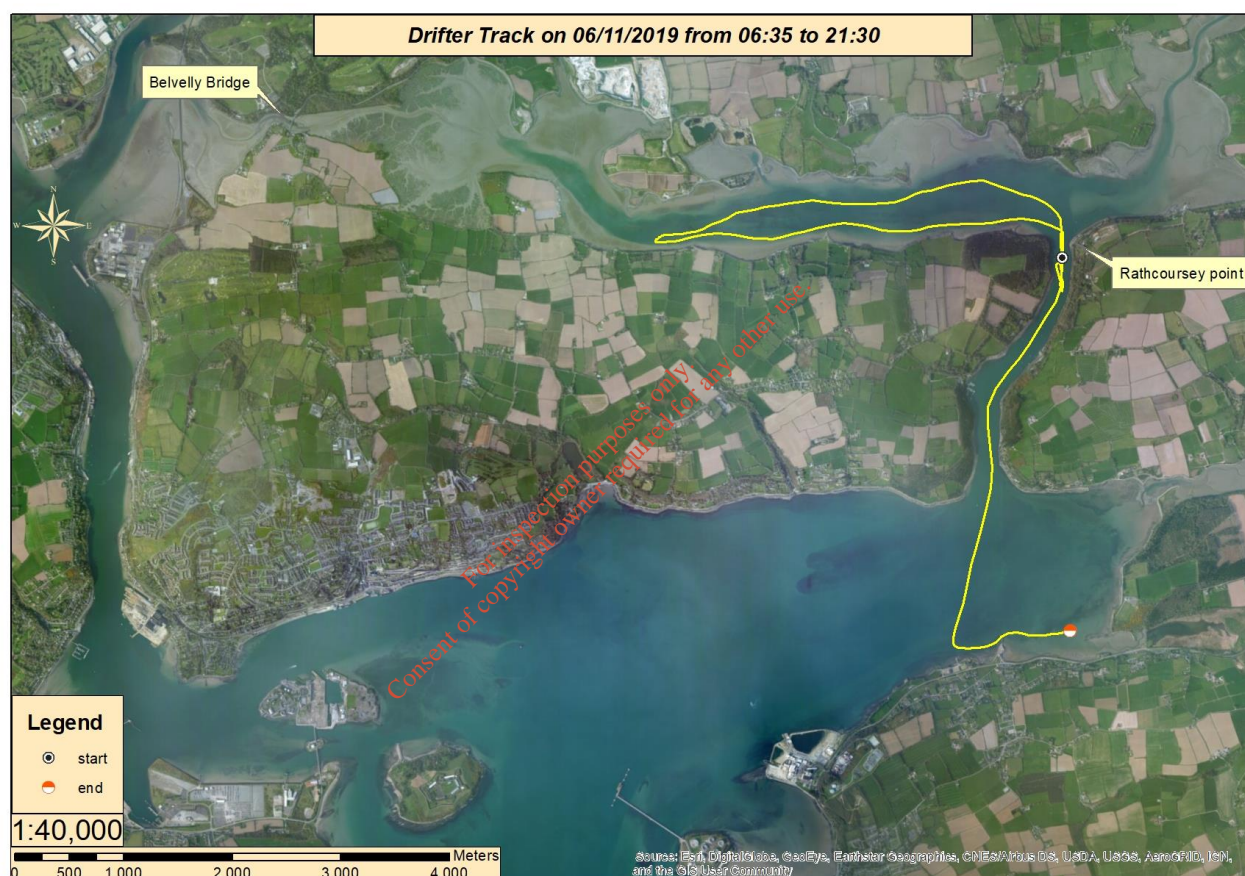 Drifter Track on 06/11/2019 from 06:35 to 21:30
Belvelly Bridge
N
W E
S
Rathcoursey point
For inspection purposes only
Consent of copyright owner required for any other use.
Legend
start
end
1:40,000
Meters
0 500 1,000 2,000 3,000 4,000
Source: Esri, DigitalGlobe, GeoEye, Earthstar Geographics, CNES/Airbus DS, USDA, USGS, AeroGRID, IGN,
and the GIS User Community